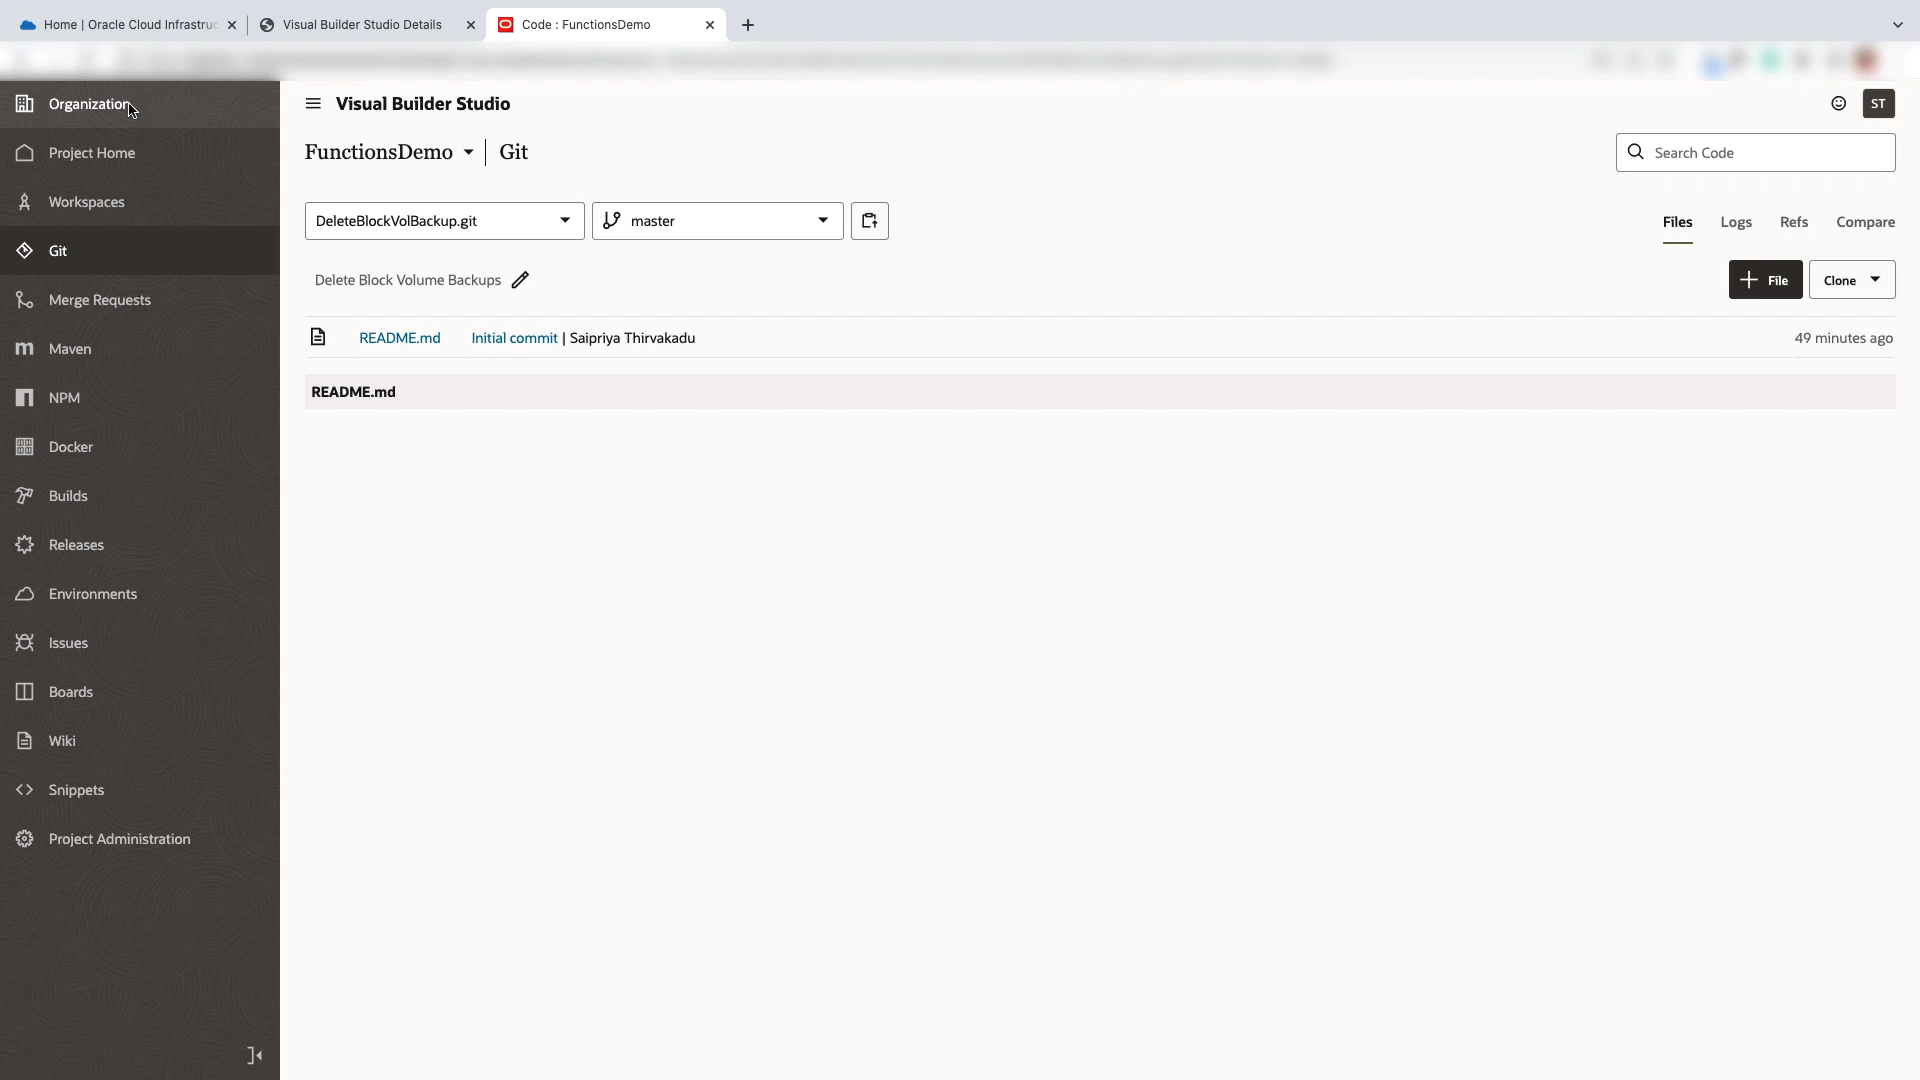 Home | Oracle Cloud Infrastruc
Visual Builder Studio Details
Code : FunctionsDemo
Organization
Project Home
Workspaces
Git
Merge Requests
Maven
NPM
Docker
Builds
Releases
Environments
Issues
Boards
Wiki
Snippets
Project Administration
Visual Builder Studio
ST
FunctionsDemo
Git
Search Code
DeleteBlockVolBackup.git
master
Files Logs Refs Compare
Delete Block Volume Backups
File
Clone
README.md Initial commit | Saipriya Thirvakadu 49 minutes ago
README.md